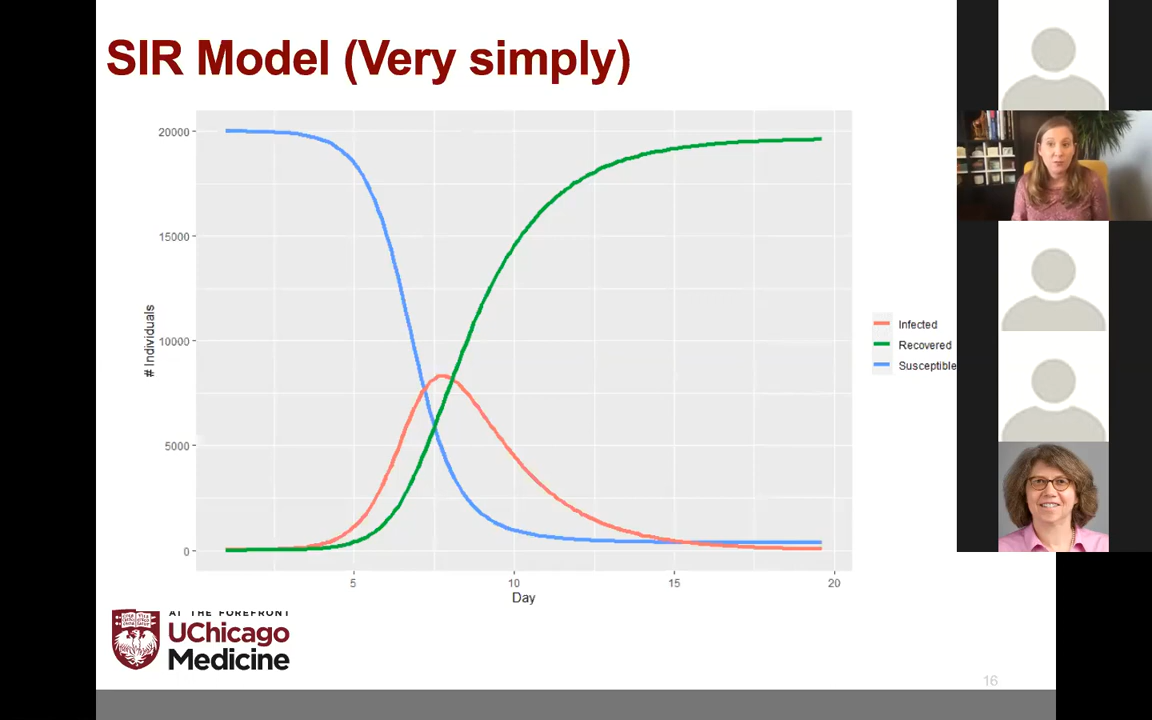 SIR Model (Very simply)
20000
15000
10000
5000
0
# Individuals
5
10
15
20
Day
Infected
Recovered
Susceptible
AT THE FOREFRONT
UChicago
Medicine
16